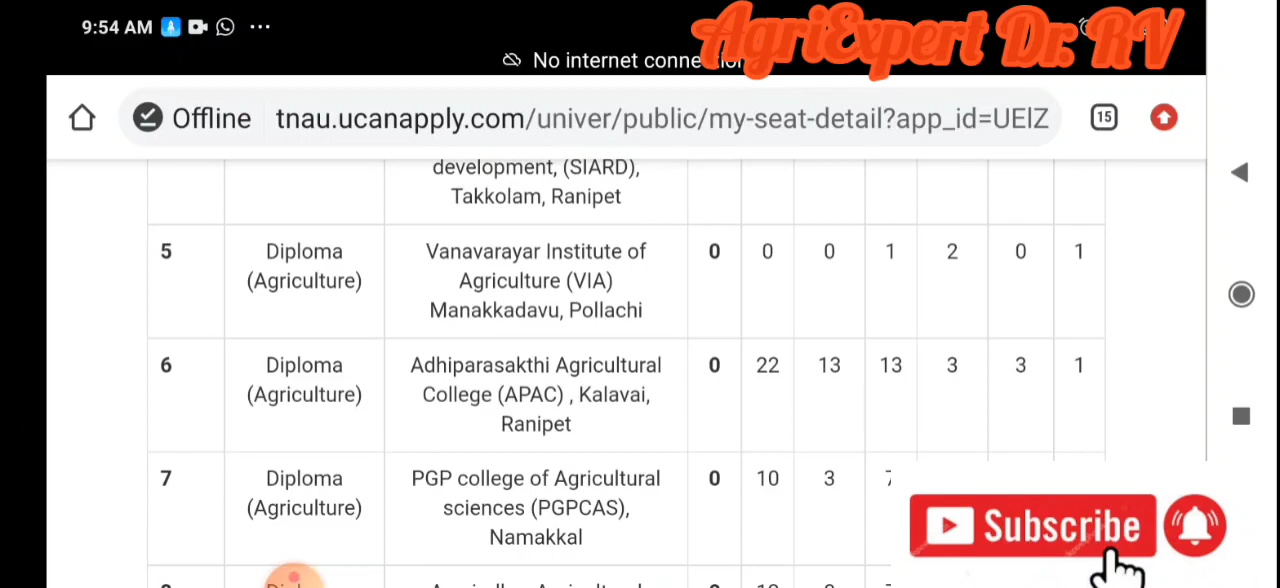 9:54 AM
AgriExpert Dr. RV
No internet conne
Offline tnau.ucanapply.com/univer/public/my-seat-detail?app_id=UElZ 15
development, (SIARD),
Takkolam, Ranipet
5 Diploma (Agriculture) Vanavarayar Institute of Agriculture (VIA) Manakkadavu, Pollachi 0 0 0 1 2 0 1
6 Diploma (Agriculture) Adhiparasakthi Agricultural College (APAC) , Kalavai, Ranipet 0 22 13 13 3 3 1
7 Diploma (Agriculture) PGP college of Agricultural sciences (PGPCAS), Namakkal 0 10 3 7
Subscribe